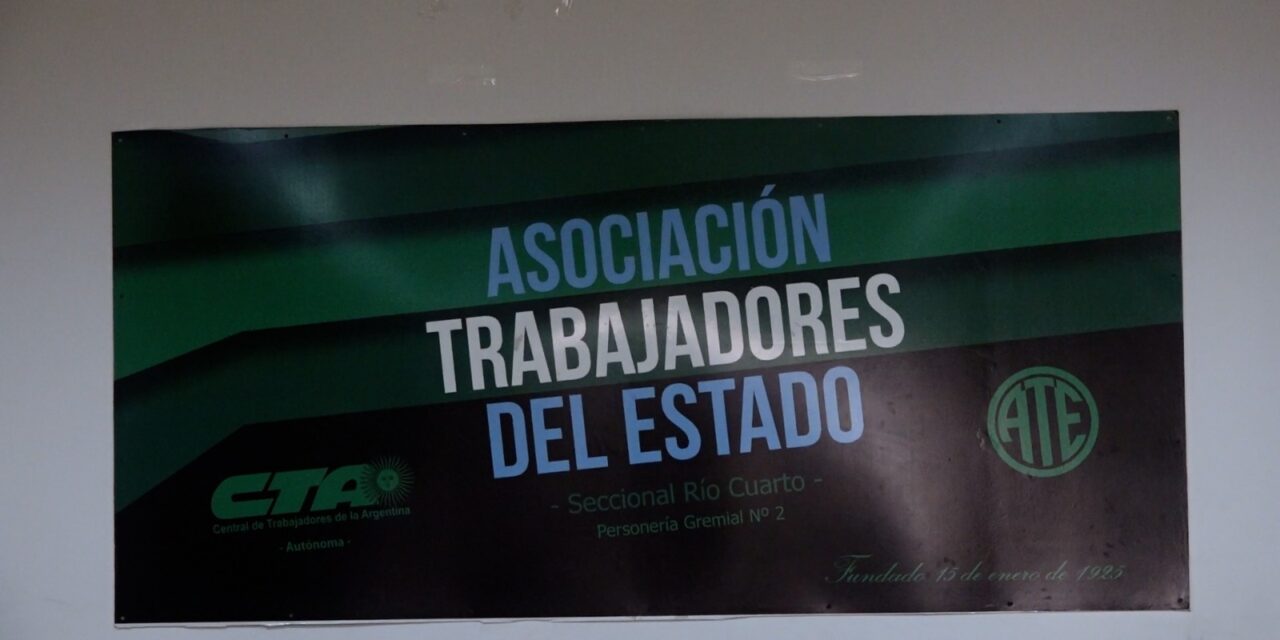 ASOCIACIÓN
TRABAJADORES
DEL ESTADO
- Seccional Río Cuarto -
Personería Gremial Nº 2
CTA
Central de Trabajadores de la Argentina
- Autónoma -
ATE
Fundado 15 de enero de 1925